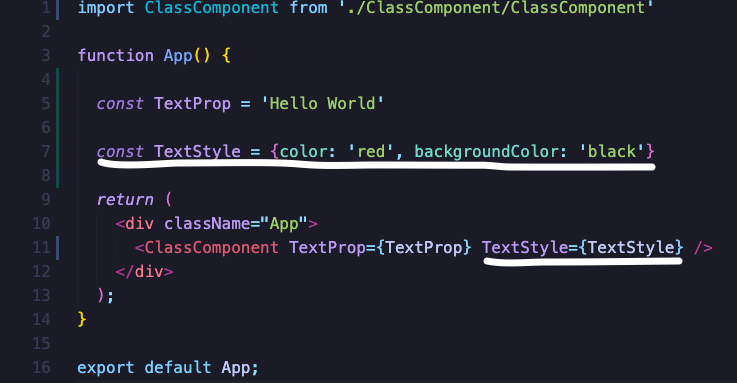 1 import ClassComponent from './ClassComponent/ClassComponent'
2
3 function App() {
4
5 const TextProp = 'Hello World'
6
7 const TextStyle = {color: 'red', backgroundColor: 'black'}
8
9 return (
10 <div className="App">
11 <ClassComponent TextProp={TextProp} TextStyle={TextStyle} />
12 </div>
13 );
14 }
15
16 export default App;